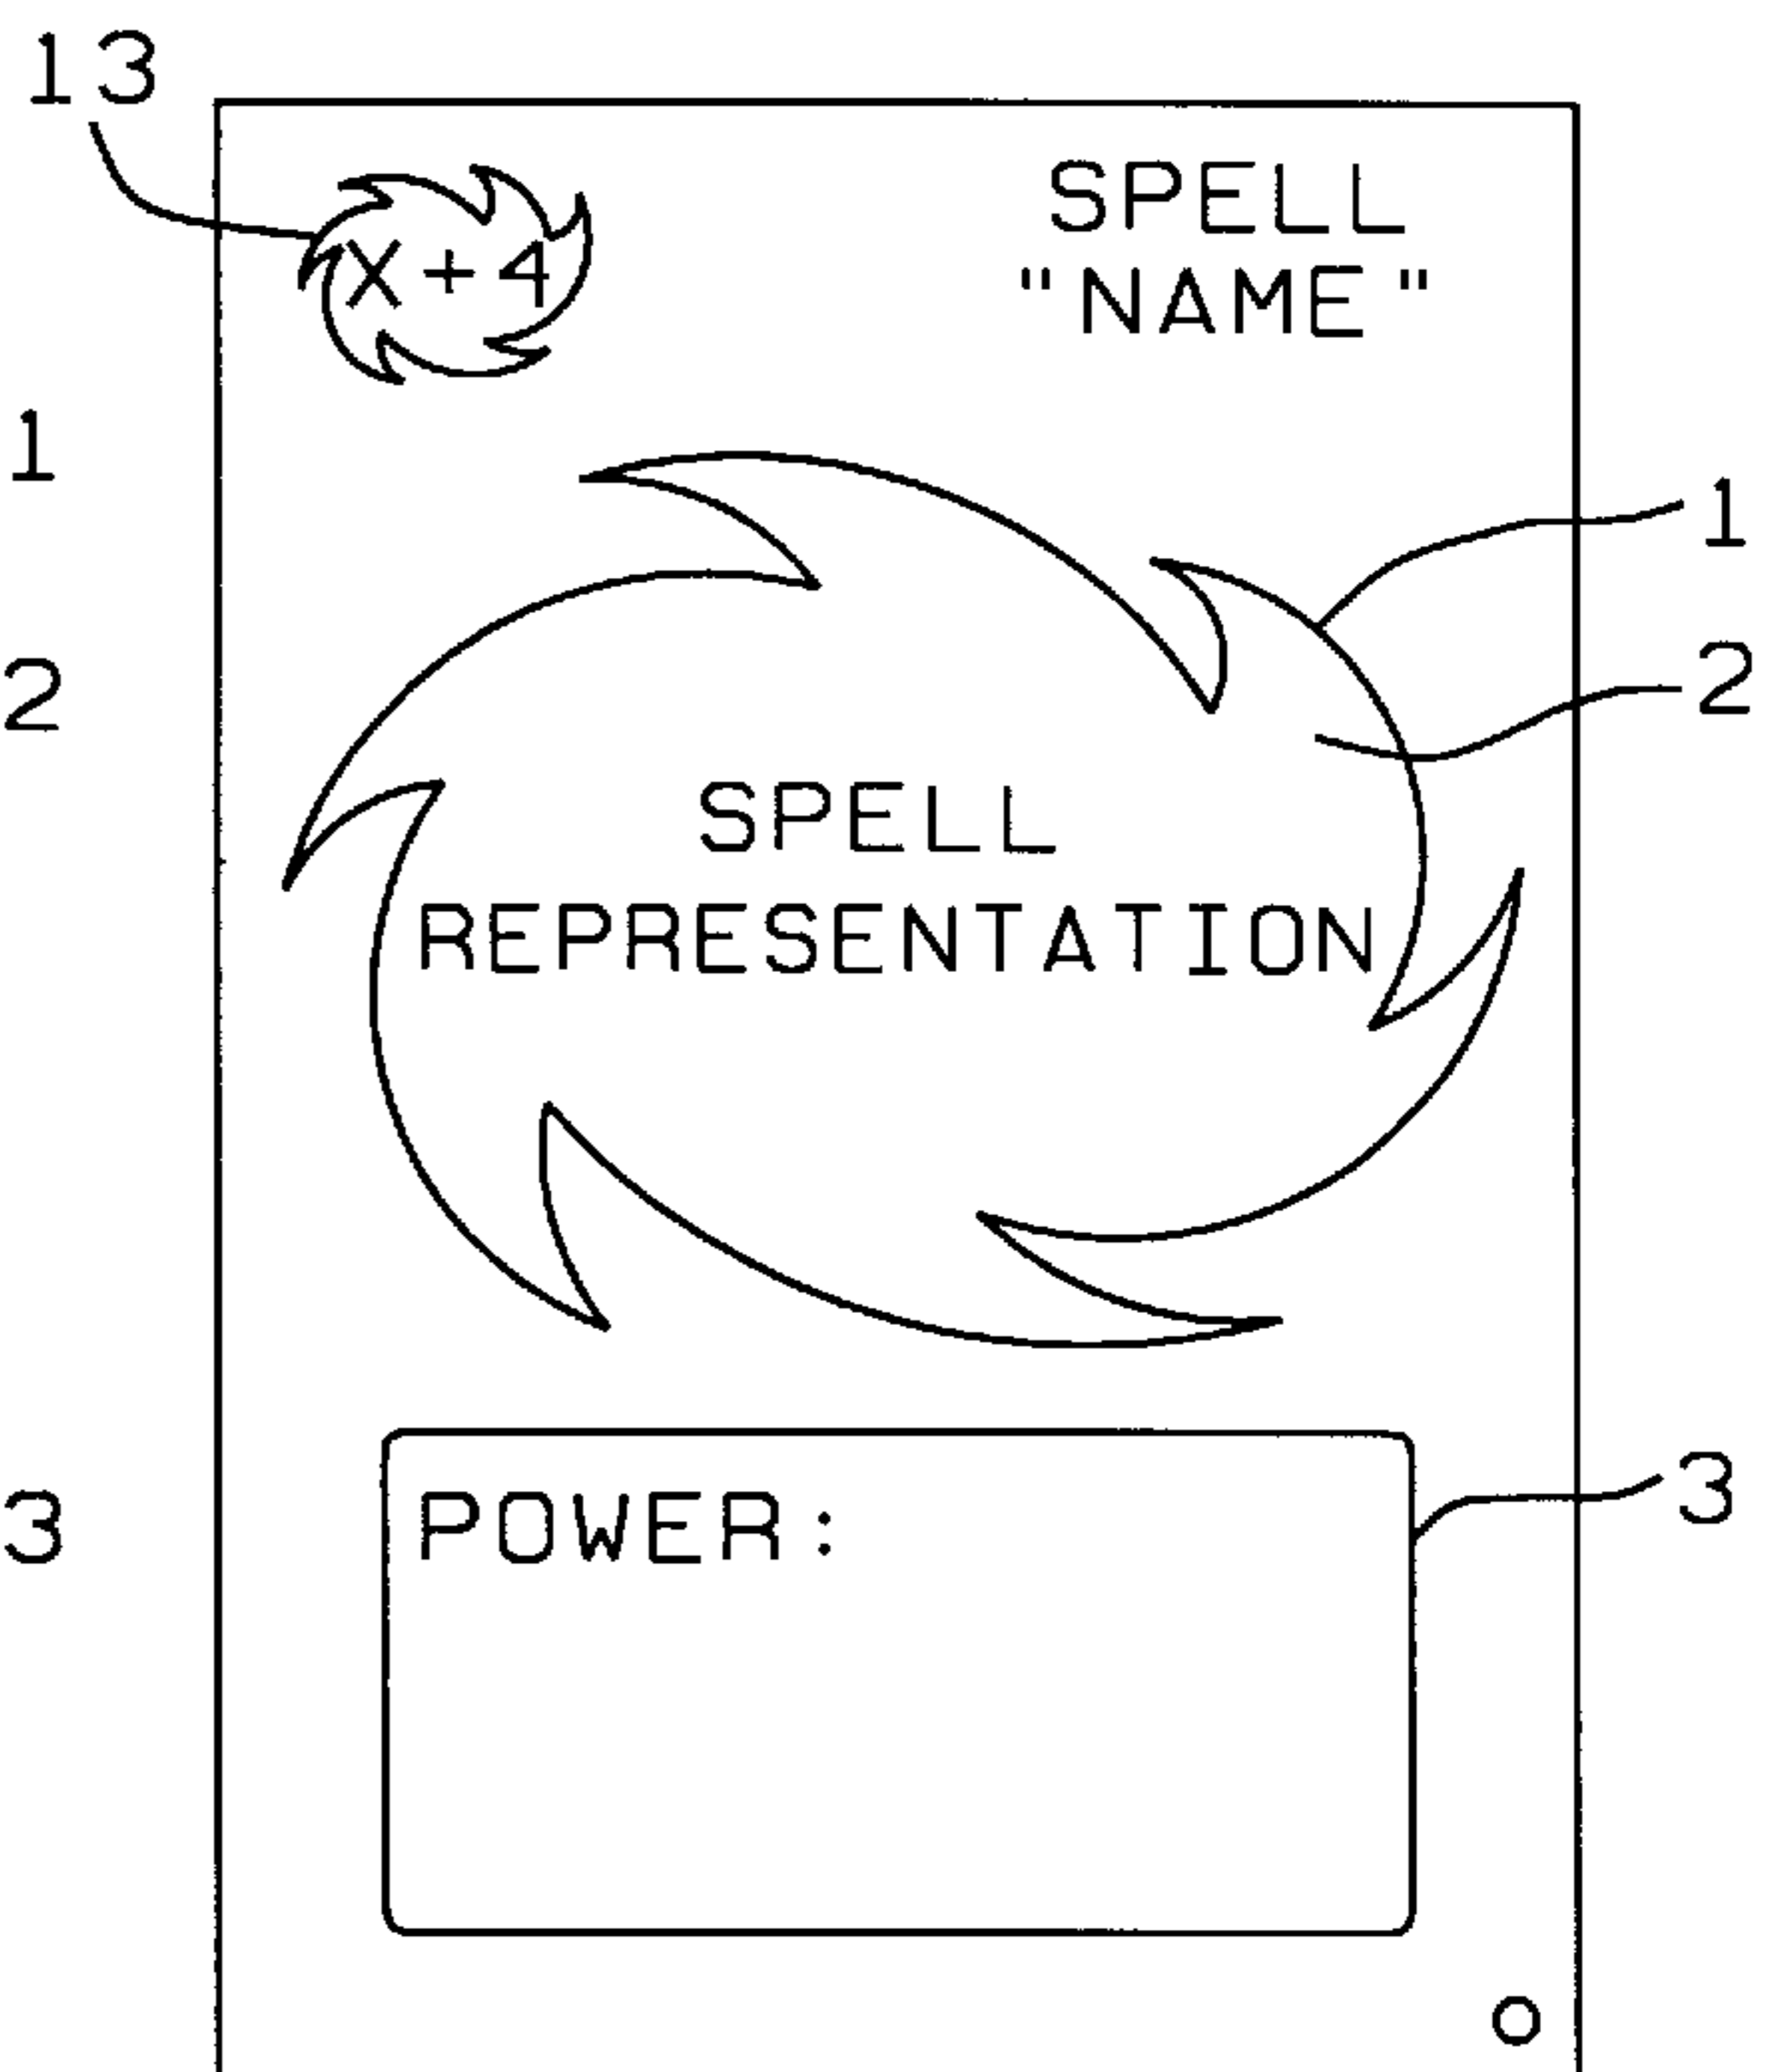 13
SPELL
"NAME"
X+4
1
1
2
2
SPELL
REPRESENTATION
3
3
POWER: